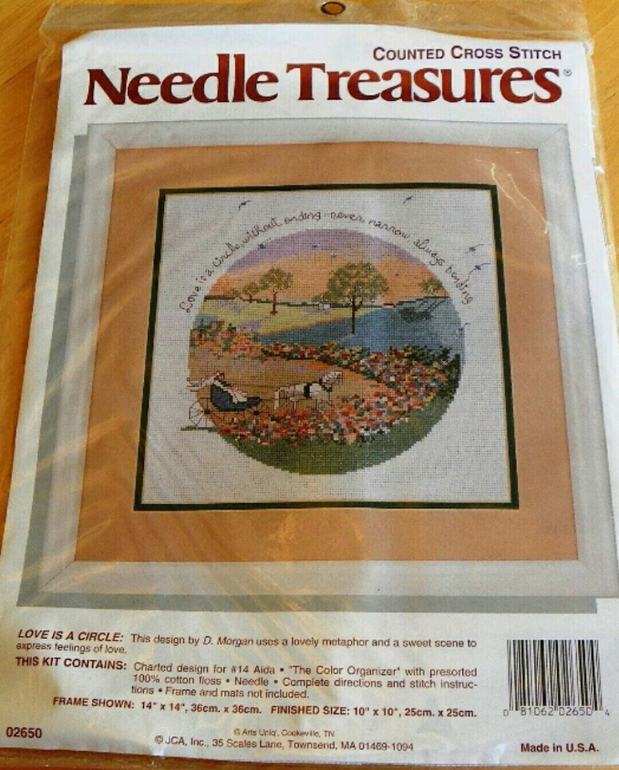 COUNTED CROSS STITCH
Needle Treasures®
Love is a circle without ending - never narrow always bending
LOVE IS A CIRCLE: This design by D. Morgan uses a lovely metaphor and a sweet scene to
express feelings of love.
THIS KIT CONTAINS: Charted design for #14 Aida • "The Color Organizer" with presorted
100% cotton floss • Needle • Complete directions and stitch instruc-
tions • Frame and mats not included.
FRAME SHOWN: 14" x 14", 36cm. x 36cm. FINISHED SIZE: 10" x 10", 25cm. x 25cm.
0 81062 02650 4
02650
© Arts Uniq', Cookeville, TN
© JCA, Inc., 35 Scales Lane, Townsend, MA 01469-1094
Made in U.S.A.